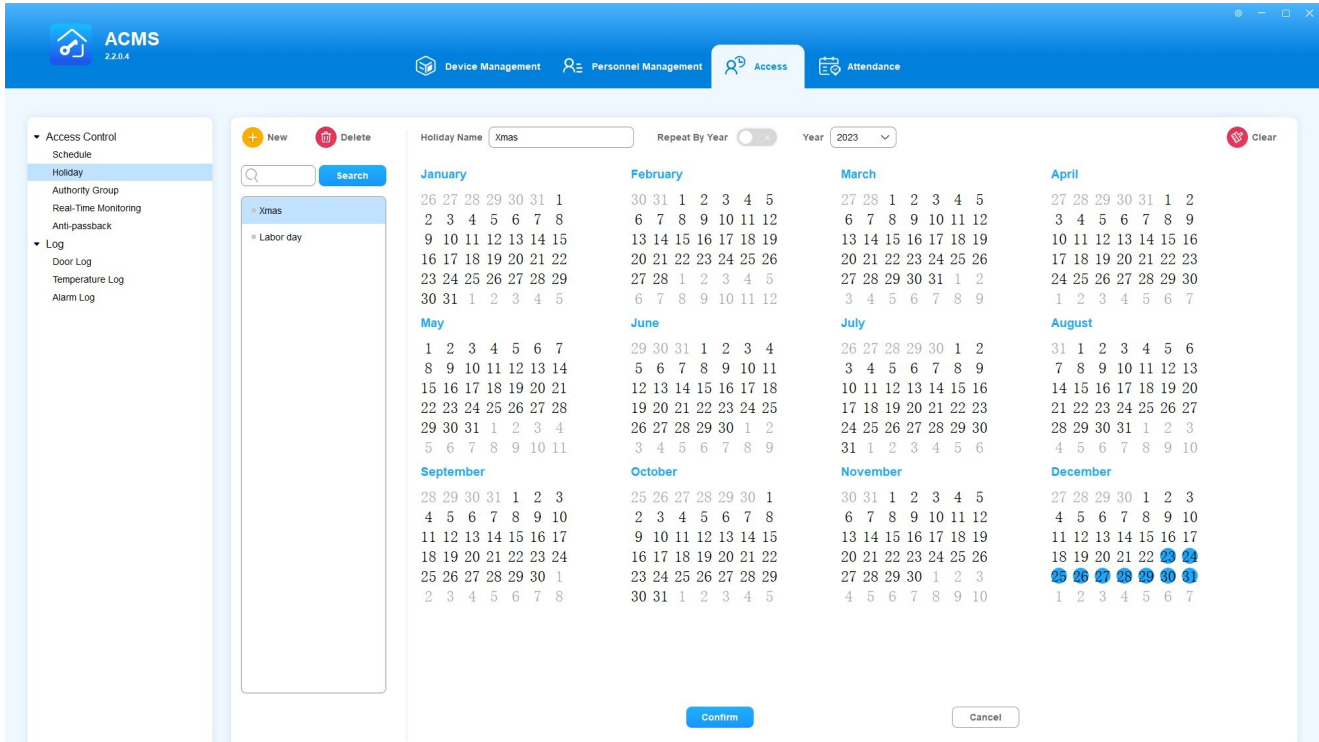 ACMS
2.2.0.4
Device Management
Personnel Management
Access
Attendance
Access Control
Schedule
Holiday
Authority Group
Real-Time Monitoring
Anti-passback
Log
Door Log
Temperature Log
Alarm Log
New
Delete
Search
Xmas
Labor day
Holiday Name Xmas
Repeat By Year
Year 2023
Clear
January
26 27 28 29 30 31 1
2 3 4 5 6 7 8
9 10 11 12 13 14 15
16 17 18 19 20 21 22
23 24 25 26 27 28 29
30 31 1 2 3 4 5
February
30 31 1 2 3 4 5
6 7 8 9 10 11 12
13 14 15 16 17 18 19
20 21 22 23 24 25 26
27 28 1 2 3 4 5
6 7 8 9 10 11 12
March
27 28 1 2 3 4 5
6 7 8 9 10 11 12
13 14 15 16 17 18 19
20 21 22 23 24 25 26
27 28 29 30 31 1 2
3 4 5 6 7 8 9
April
27 28 29 30 31 1 2
3 4 5 6 7 8 9
10 11 12 13 14 15 16
17 18 19 20 21 22 23
24 25 26 27 28 29 30
1 2 3 4 5 6 7
May
1 2 3 4 5 6 7
8 9 10 11 12 13 14
15 16 17 18 19 20 21
22 23 24 25 26 27 28
29 30 31 1 2 3 4
5 6 7 8 9 10 11
June
29 30 31 1 2 3 4
5 6 7 8 9 10 11
12 13 14 15 16 17 18
19 20 21 22 23 24 25
26 27 28 29 30 1 2
3 4 5 6 7 8 9
July
26 27 28 29 30 1 2
3 4 5 6 7 8 9
10 11 12 13 14 15 16
17 18 19 20 21 22 23
24 25 26 27 28 29 30
31 1 2 3 4 5 6
August
31 1 2 3 4 5 6
7 8 9 10 11 12 13
14 15 16 17 18 19 20
21 22 23 24 25 26 27
28 29 30 31 1 2 3
4 5 6 7 8 9 10
September
28 29 30 31 1 2 3
4 5 6 7 8 9 10
11 12 13 14 15 16 17
18 19 20 21 22 23 24
25 26 27 28 29 30 1
2 3 4 5 6 7 8
October
25 26 27 28 29 30 1
2 3 4 5 6 7 8
9 10 11 12 13 14 15
16 17 18 19 20 21 22
23 24 25 26 27 28 29
30 31 1 2 3 4 5
November
30 31 1 2 3 4 5
6 7 8 9 10 11 12
13 14 15 16 17 18 19
20 21 22 23 24 25 26
27 28 29 30 1 2 3
4 5 6 7 8 9 10
December
27 28 29 30 1 2 3
4 5 6 7 8 9 10
11 12 13 14 15 16 17
18 19 20 21 22 23 24
25 26 27 28 29 30 31
1 2 3 4 5 6 7
Confirm
Cancel